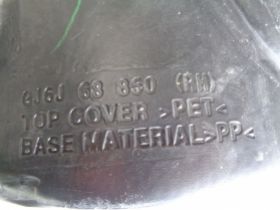 GJ6J 68 860 (RH)
TOP COVER >PET<
BASE MATERIAL>PP<